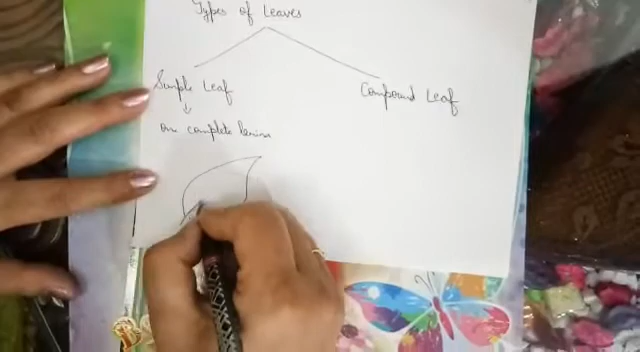 Types of Leaves
Simple Leaf
Compound Leaf
one complete lamina